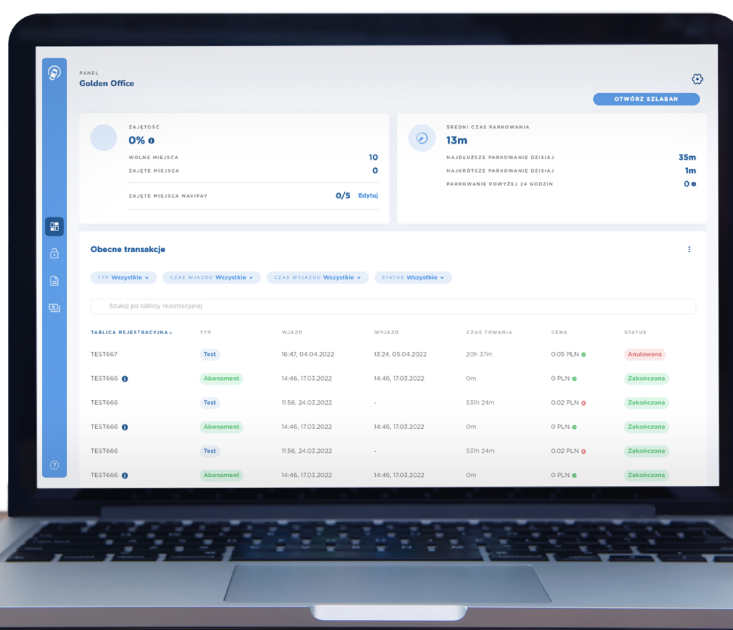 PANEL
Golden Office
OTWÓRZ SZLABAN
ZAJĘTOŚĆ
0%
WOLNE MIEJSCA 10
ZAJĘTE MIEJSCA 0
ZAJĘTE MIEJSCA NAVIPAY 0/5 Edytuj
ŚREDNI CZAS PARKOWANIA
13m
NAJDŁUŻSZE PARKOWANIE DZISIAJ 35m
NAJKRÓTSZE PARKOWANIE DZISIAJ 1m
PARKOWANIE POWYŻEJ 24 GODZIN 0
Obecne transakcje
TYP Wszystkie CZAS WJAZDU Wszystkie CZAS WYJAZDU Wszystkie STATUS Wszystkie
Szukaj po tablicy rejestracyjnej
TABLICA REJESTRACYJNA TYP WJAZD WYJAZD CZAS TRWANIA CENA STATUS
TEST667 Test 16:47, 04.04.2022 13:24, 05.04.2022 20h 37m 0.05 PLN Anulowana
TEST666 Abonament 14:46, 17.03.2022 14:46, 17.03.2022 0m 0 PLN Zakończona
TEST666 Test 11:56, 24.03.2022 - 531h 24m 0.02 PLN Zakończona
TEST666 Abonament 14:46, 17.03.2022 14:46, 17.03.2022 0m 0 PLN Zakończona
TEST666 Test 11:56, 24.03.2022 - 531h 24m 0.02 PLN Zakończona
TEST666 Abonament 14:46, 17.03.2022 14:46, 17.03.2022 0m 0 PLN Zakończona